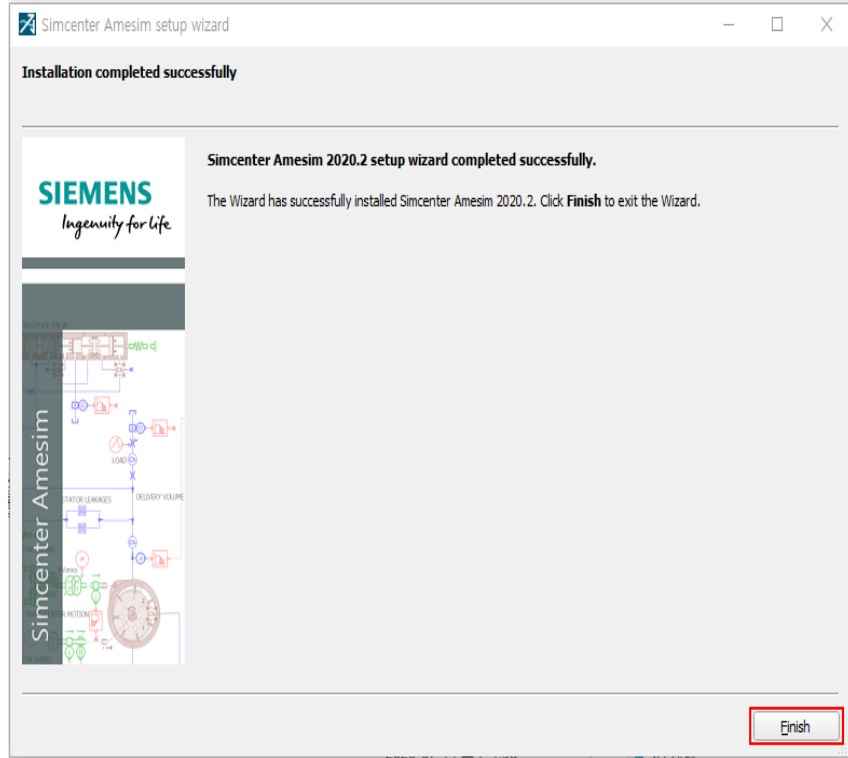 Simcenter Amesim setup wizard
Installation completed successfully
Simcenter Amesim 2020.2 setup wizard completed successfully.
The Wizard has successfully installed Simcenter Amesim 2020.2. Click Finish to exit the Wizard.
SIEMENS
Ingenuity for life
Simcenter Amesim
LOAD
STATOR LEAKAGES
DELIVERY VOLUME
MOTION
SPEED
Finish